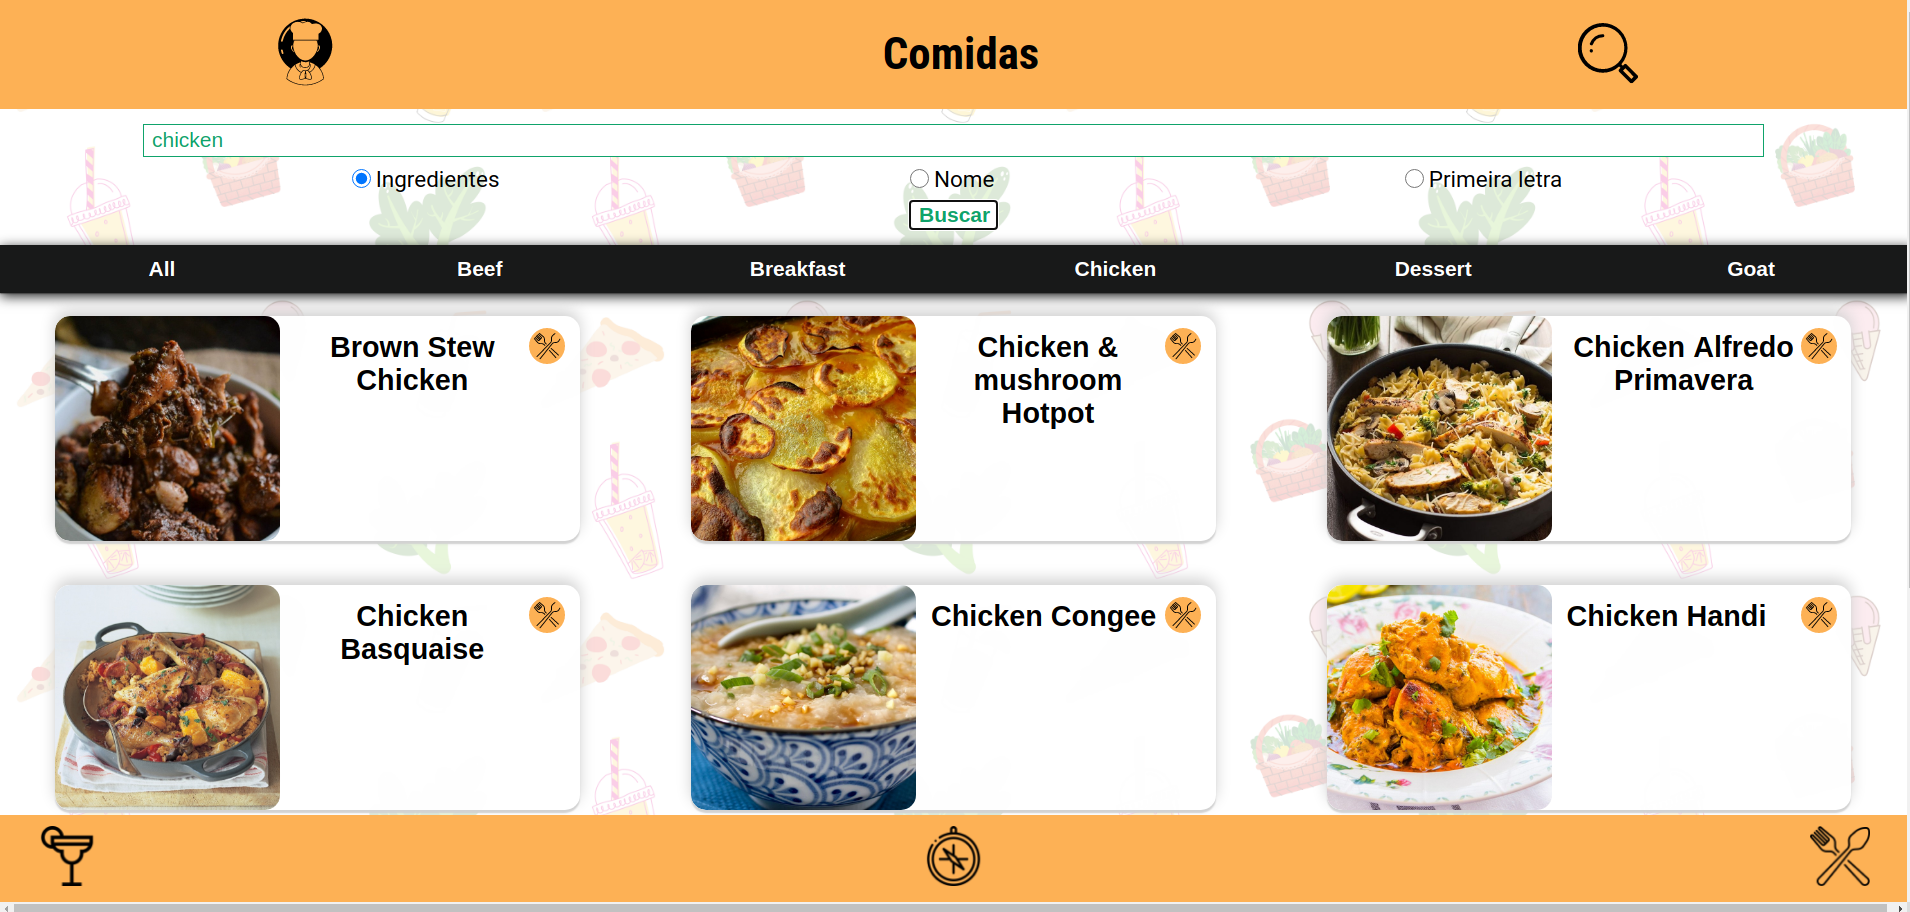 Comidas
chicken
Ingredientes
Nome
Primeira letra
Buscar
All
Beef
Breakfast
Chicken
Dessert
Goat
Brown Stew
Chicken
Chicken &
mushroom
Hotpot
Chicken Alfredo
Primavera
Chicken
Basquaise
Chicken Congee
Chicken Handi